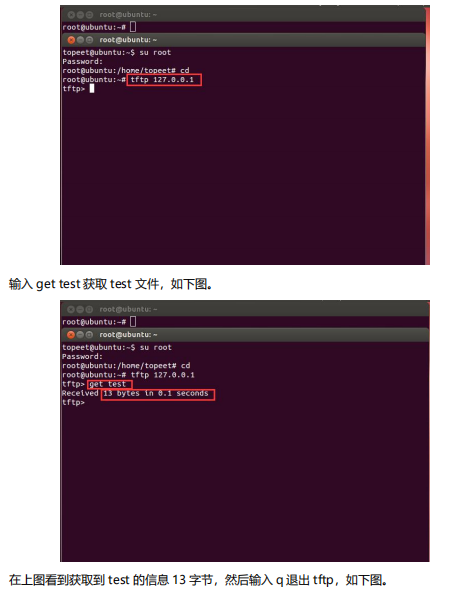 root@ubuntu: ~
root@ubuntu:~#
root@ubuntu: ~
topeet@ubuntu:~$ su root
Password:
root@ubuntu:/home/topeet# cd
root@ubuntu:~# tftp 127.0.0.1
tftp>
输入 get test 获取 test 文件，如下图。
root@ubuntu: ~
root@ubuntu:~#
root@ubuntu: ~
topeet@ubuntu:~$ su root
Password:
root@ubuntu:/home/topeet# cd
root@ubuntu:~# tftp 127.0.0.1
tftp> get test
Received 13 bytes in 0.1 seconds
tftp>
在上图看到获取到 test 的信息 13 字节，然后输入 q 退出 tftp，如下图。